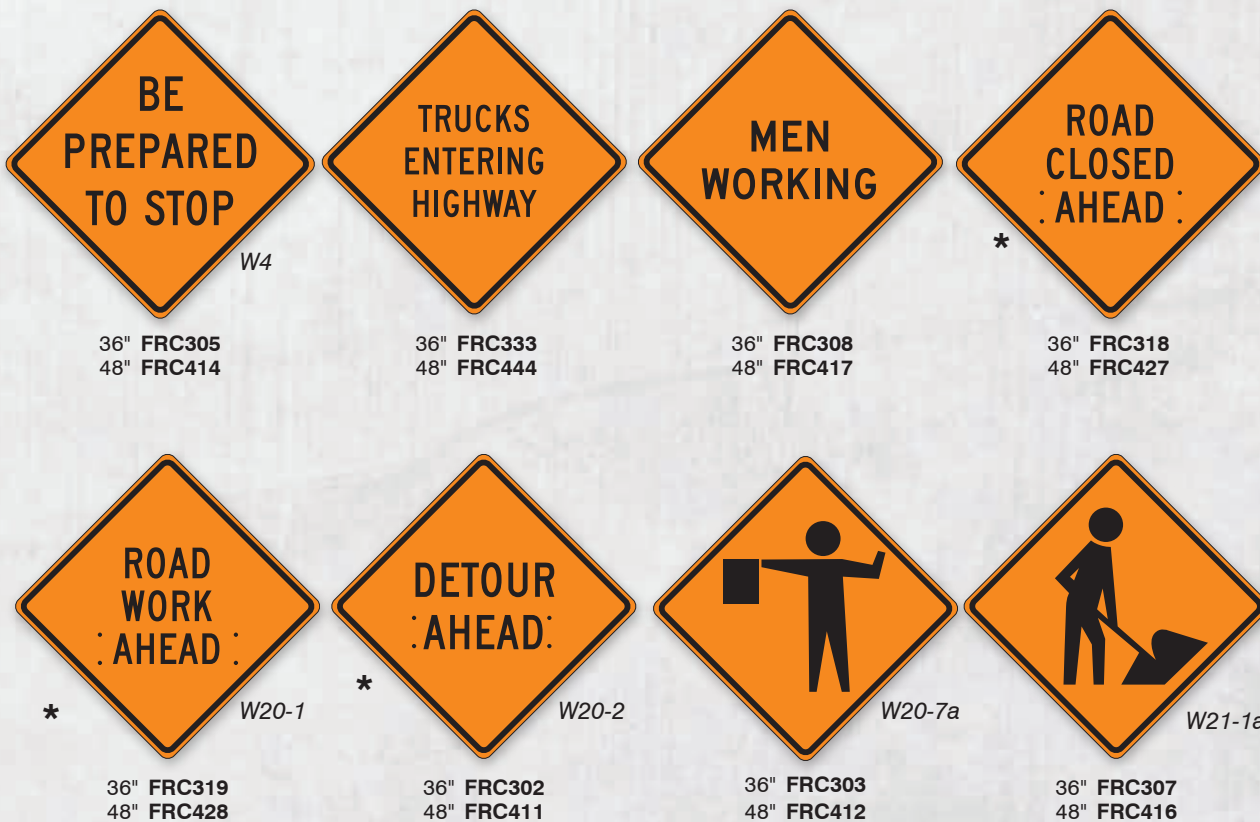 BE
PREPARED
TO STOP
W4
36" FRC305
48" FRC414
TRUCKS
ENTERING
HIGHWAY
36" FRC333
48" FRC444
MEN
WORKING
36" FRC308
48" FRC417
ROAD
CLOSED
: AHEAD :
*
36" FRC318
48" FRC427
ROAD
WORK
: AHEAD :
*
W20-1
36" FRC319
48" FRC428
DETOUR
: AHEAD :
*
W20-2
36" FRC302
48" FRC411
W20-7a
36" FRC303
48" FRC412
W21-1a
36" FRC307
48" FRC416